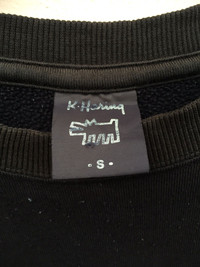 K. Haring
- S -